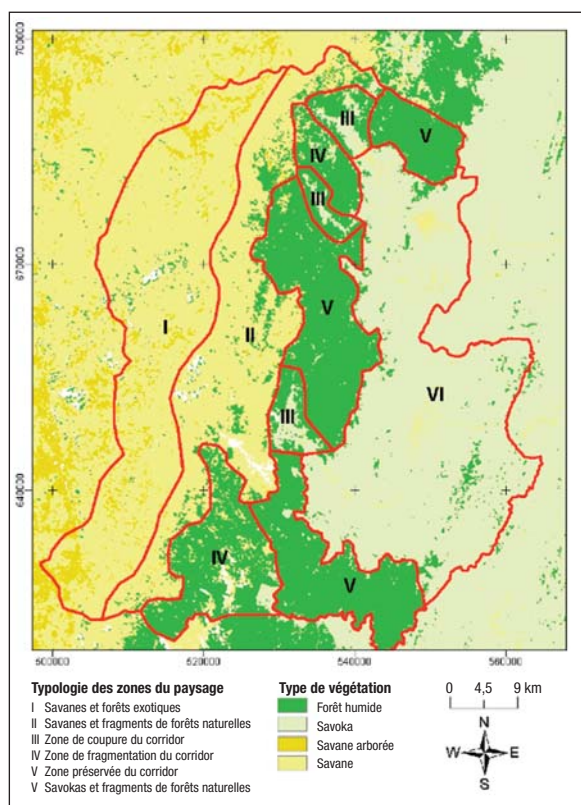 700000
III
V
IV
III
670000
V
I
II
VI
III
640000
IV
V
500000
520000
540000
560000
Typologie des zones du paysage
I Savanes et forêts exotiques
II Savanes et fragments de forêts naturelles
III Zone de coupure du corridor
IV Zone de fragmentation du corridor
V Zone préservée du corridor
VI Savokas et fragments de forêts naturelles
Type de végétation
Forêt humide
Savoka
Savane arborée
Savane
0 4,5 9 km
N
W E
S